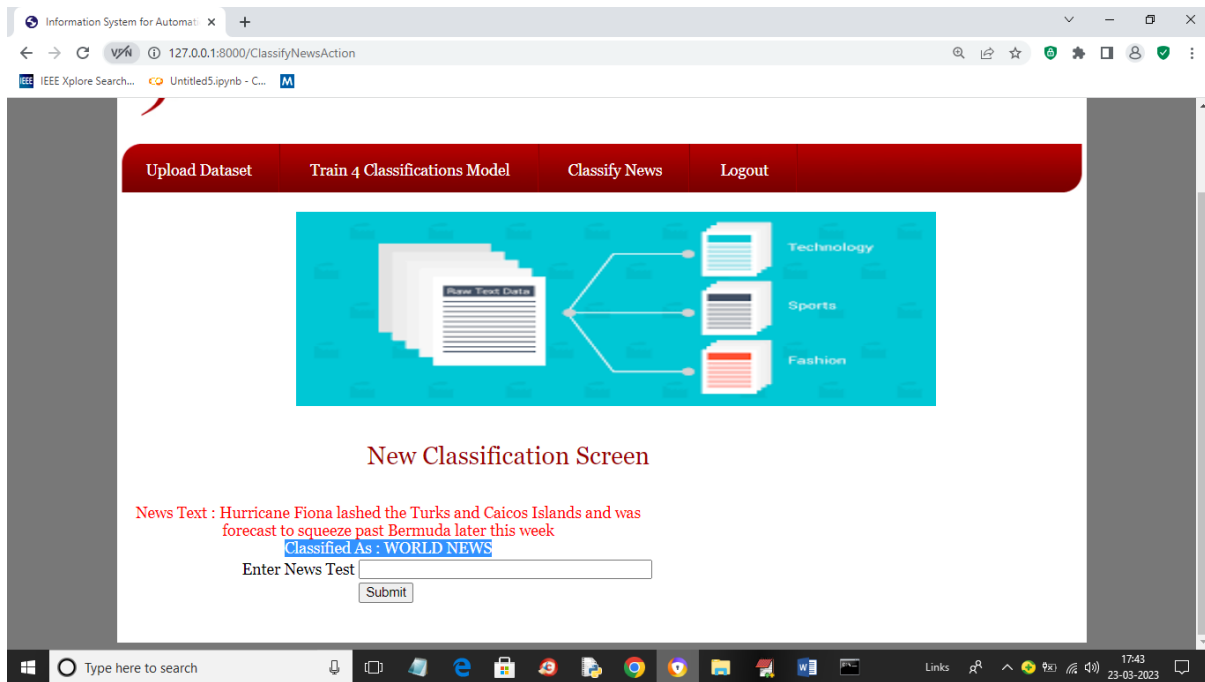 Information System for Automati
127.0.0.1:8000/ClassifyNewsAction
IEEE IEEE Xplore Search... CO Untitled5.ipynb - C... M
Upload Dataset Train 4 Classifications Model Classify News Logout
Raw Text Data
Technology
Sports
Fashion
New Classification Screen
News Text : Hurricane Fiona lashed the Turks and Caicos Islands and was
forecast to squeeze past Bermuda later this week
Classified As : WORLD NEWS
Enter News Test
Submit
Type here to search
Links
17:43
23-03-2023